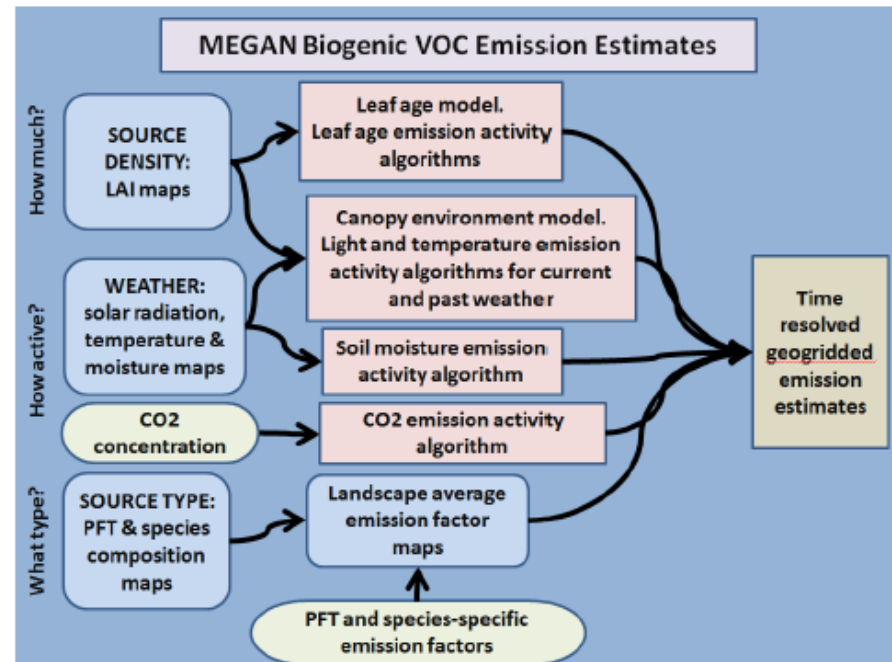 MEGAN Biogenic VOC Emission Estimates
How much?
SOURCE
DENSITY:
LAI maps
Leaf age model.
Leaf age emission activity
algorithms
Canopy environment model.
Light and temperature emission
activity algorithms for current
and past weather
How active?
WEATHER:
solar radiation,
temperature &
moisture maps
Soil moisture emission
activity algorithm
CO2
concentration
CO2 emission activity
algorithm
What type?
SOURCE TYPE:
PFT & species
composition
maps
Landscape average
emission factor
maps
PFT and species-specific
emission factors
Time
resolved
geogridded
emission
estimates